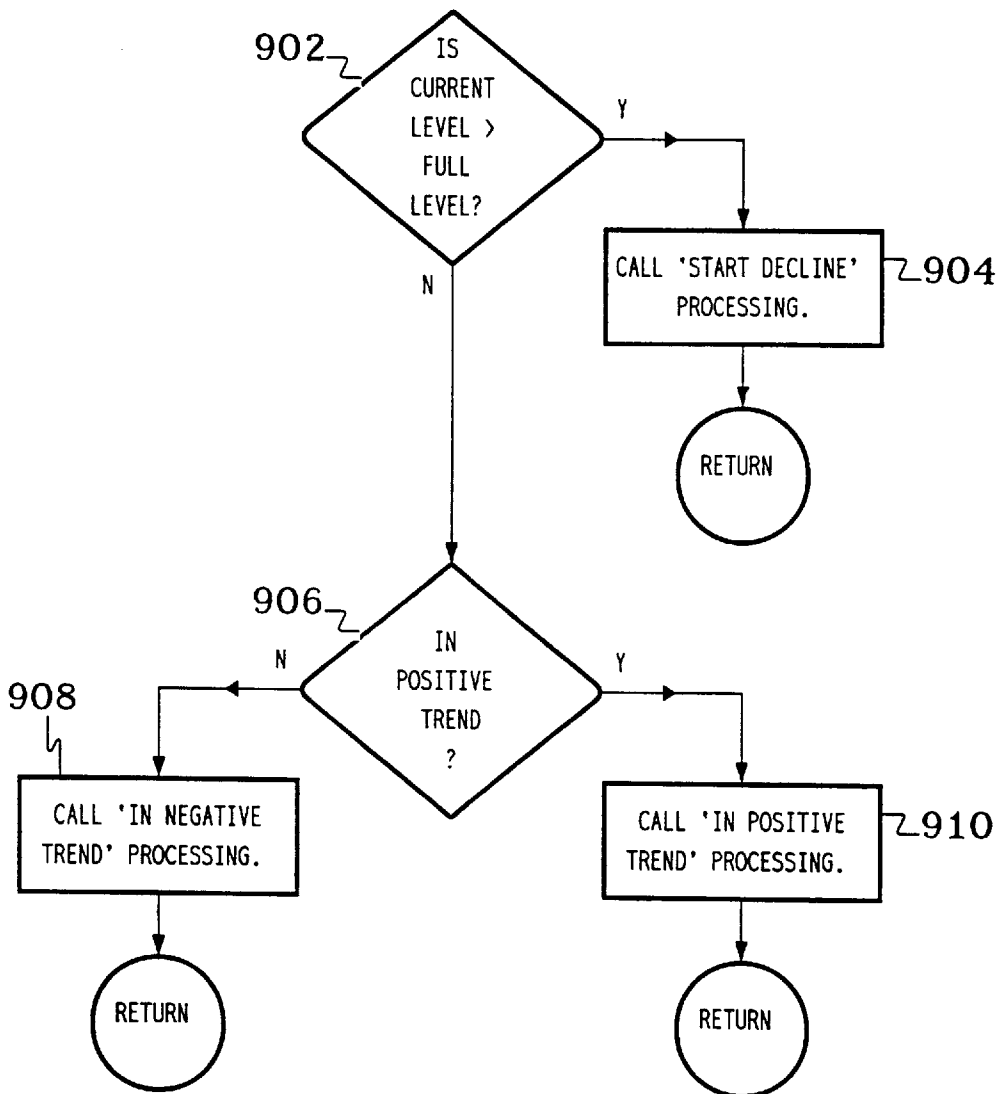 902
IS
CURRENT
LEVEL >
FULL
LEVEL?
Y
N
CALL 'START DECLINE'
PROCESSING.
904
RETURN
906
IN
POSITIVE
TREND
?
N
Y
908
CALL 'IN NEGATIVE
TREND' PROCESSING.
RETURN
CALL 'IN POSITIVE
TREND' PROCESSING.
910
RETURN